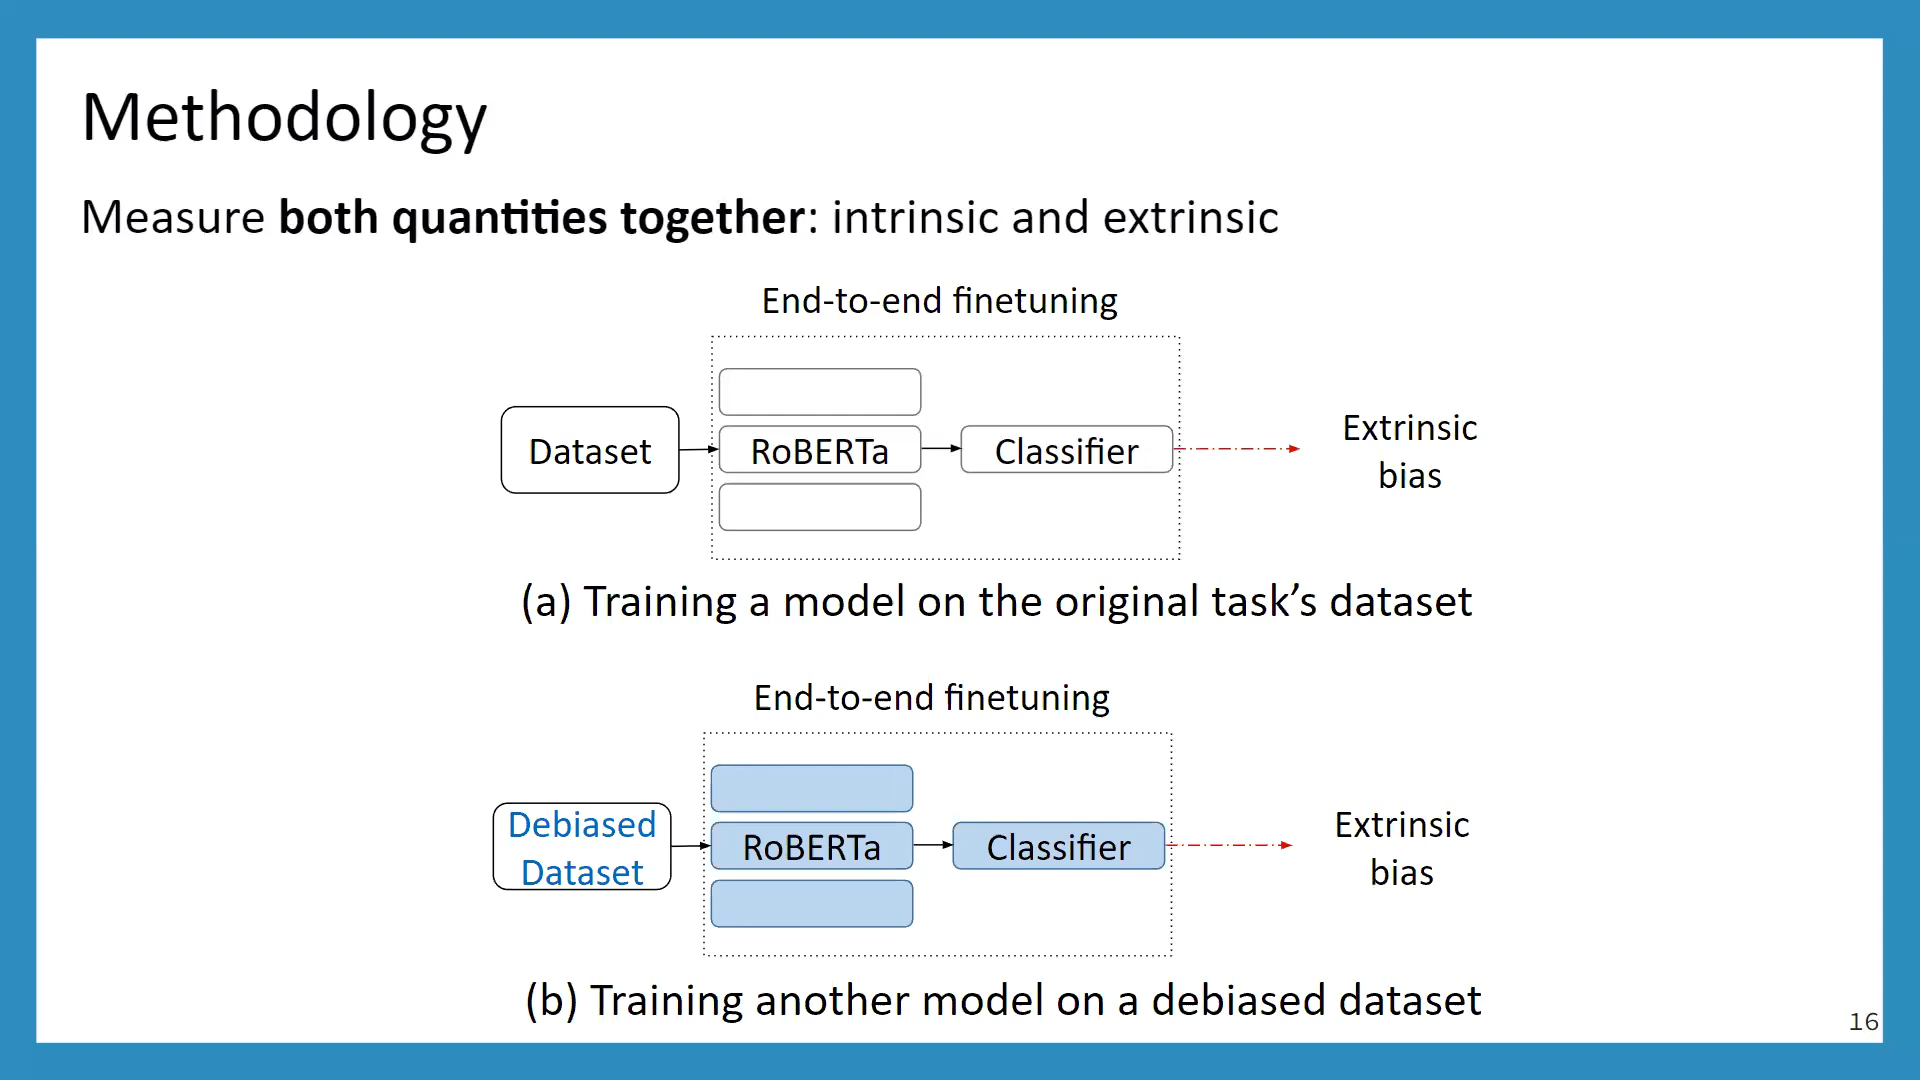 Methodology
Measure both quantities together: intrinsic and extrinsic
End-to-end finetuning
Dataset
RoBERTa
Classifier
Extrinsic
bias
(a) Training a model on the original task’s dataset
End-to-end finetuning
Debiased
Dataset
RoBERTa
Classifier
Extrinsic
bias
(b) Training another model on a debiased dataset
16